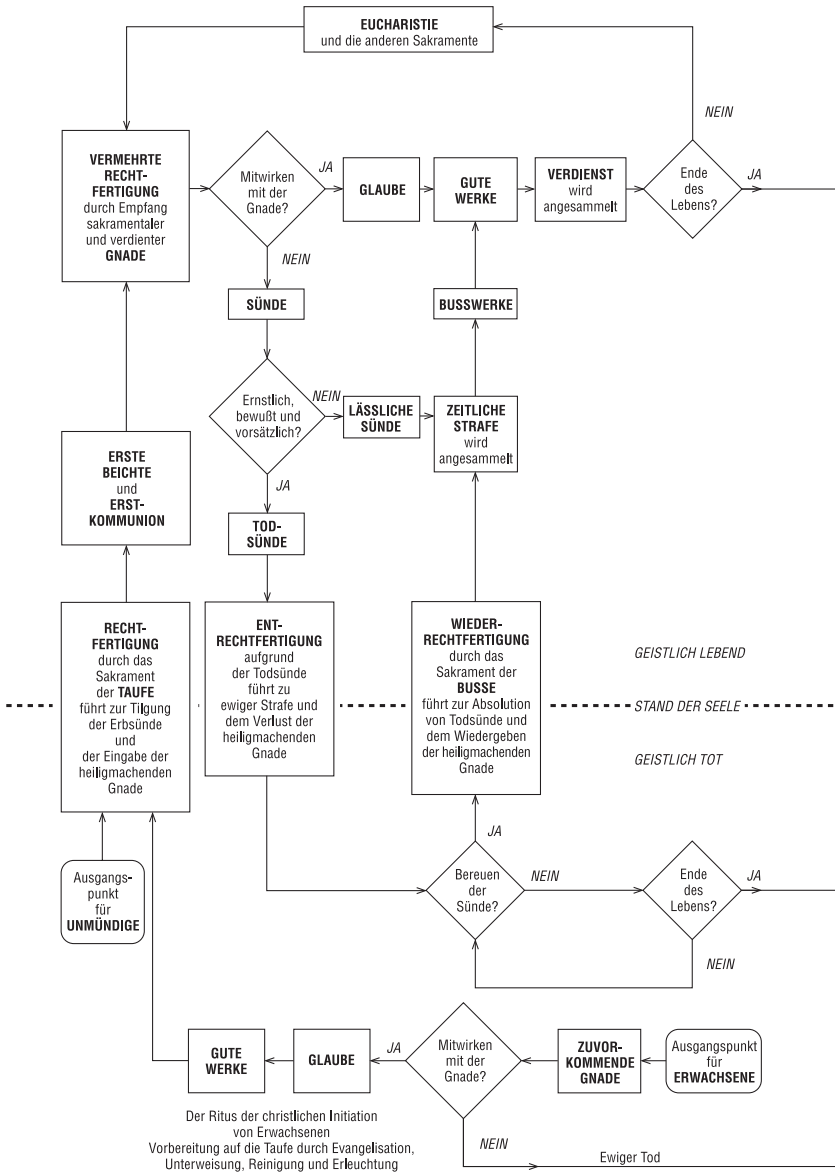 EUCHARISTIE
und die anderen Sakramente
NEIN
VERMEHRTE
RECHT-
FERTIGUNG
durch Empfang
sakramentaler
und verdienter
GNADE
Mitwirken
mit der
Gnade?
JA
GLAUBE
GUTE
WERKE
VERDIENST
wird
angesammelt
Ende
des
Lebens?
JA
NEIN
SÜNDE
BUSSWERKE
Ernstlich,
bewußt und
vorsätzlich?
NEIN
LÄSSLICHE
SÜNDE
ZEITLICHE
STRAFE
wird
angesammelt
ERSTE
BEICHTE
und
ERST-
KOMMUNION
JA
TOD-
SÜNDE
RECHT-
FERTIGUNG
durch das
Sakrament
der TAUFE
führt zur Tilgung
der Erbsünde
und
der Eingabe der
heiligmachenden
Gnade
ENT-
RECHTFERTIGUNG
aufgrund
der Todsünde
führt zu
ewiger Strafe und
dem Verlust der
heiligmachenden
Gnade
WIEDER-
RECHTFERTIGUNG
durch das
Sakrament der
BUSSE
führt zur Absolution
von Todsünde und
dem Wiedergeben
der heiligmachenden
Gnade
GEISTLICH LEBEND
STAND DER SEELE
GEISTLICH TOT
JA
Ausgangs-
punkt
für
UNMÜNDIGE
Bereuen
der
Sünde?
NEIN
Ende
des
Lebens?
JA
NEIN
GUTE
WERKE
GLAUBE
JA
Mitwirken
mit der
Gnade?
ZUVOR-
KOMMENDE
GNADE
Ausgangspunkt
für
ERWACHSENE
Der Ritus der christlichen Initiation
von Erwachsenen
Vorbereitung auf die Taufe durch Evangelisation,
Unterweisung, Reinigung und Erleuchtung
NEIN
Ewiger Tod